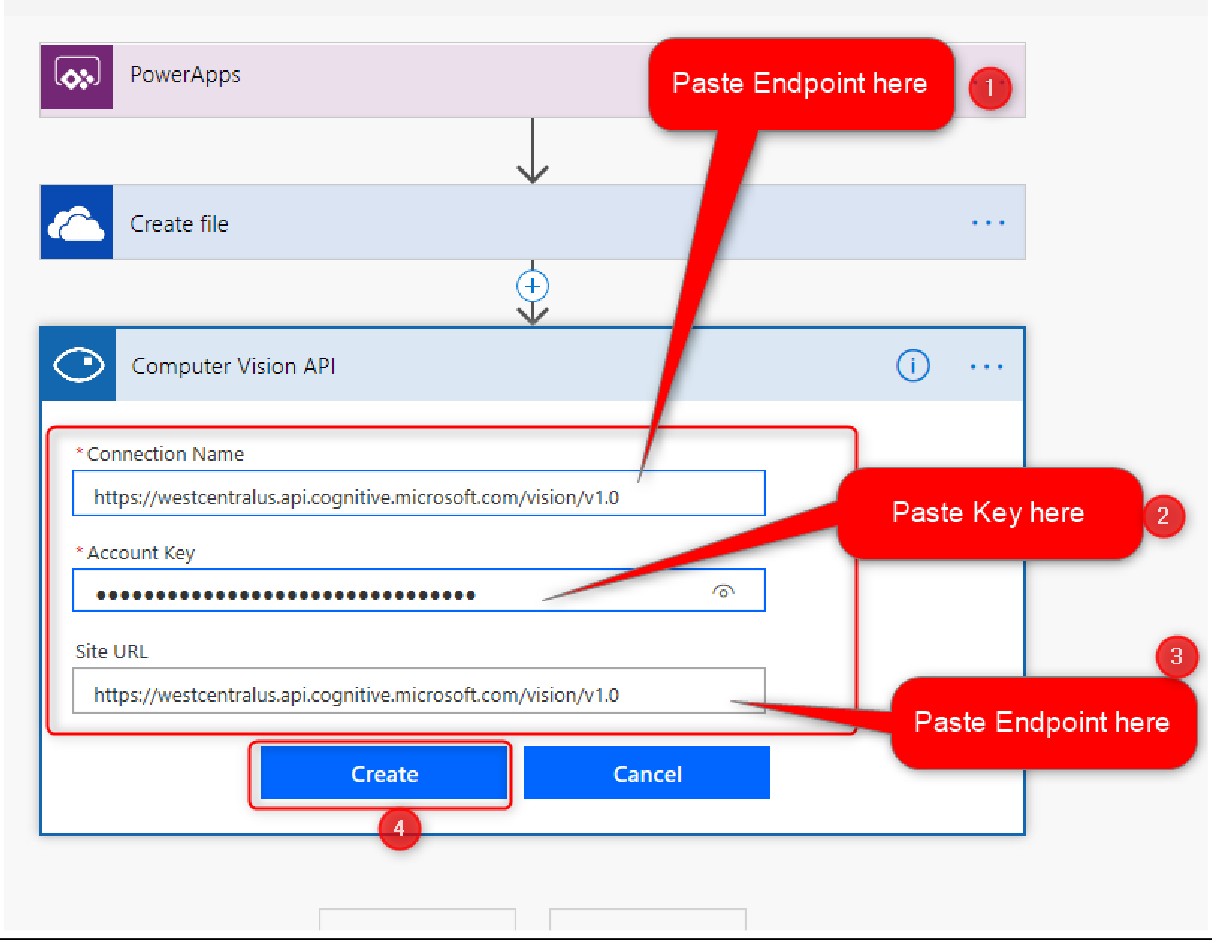 PowerApps
Paste Endpoint here
1
Create file
Computer Vision API
* Connection Name
https://westcentralus.api.cognitive.microsoft.com/vision/v1.0
Paste Key here
2
* Account Key
Site URL
3
https://westcentralus.api.cognitive.microsoft.com/vision/v1.0
Paste Endpoint here
Create
Cancel
4